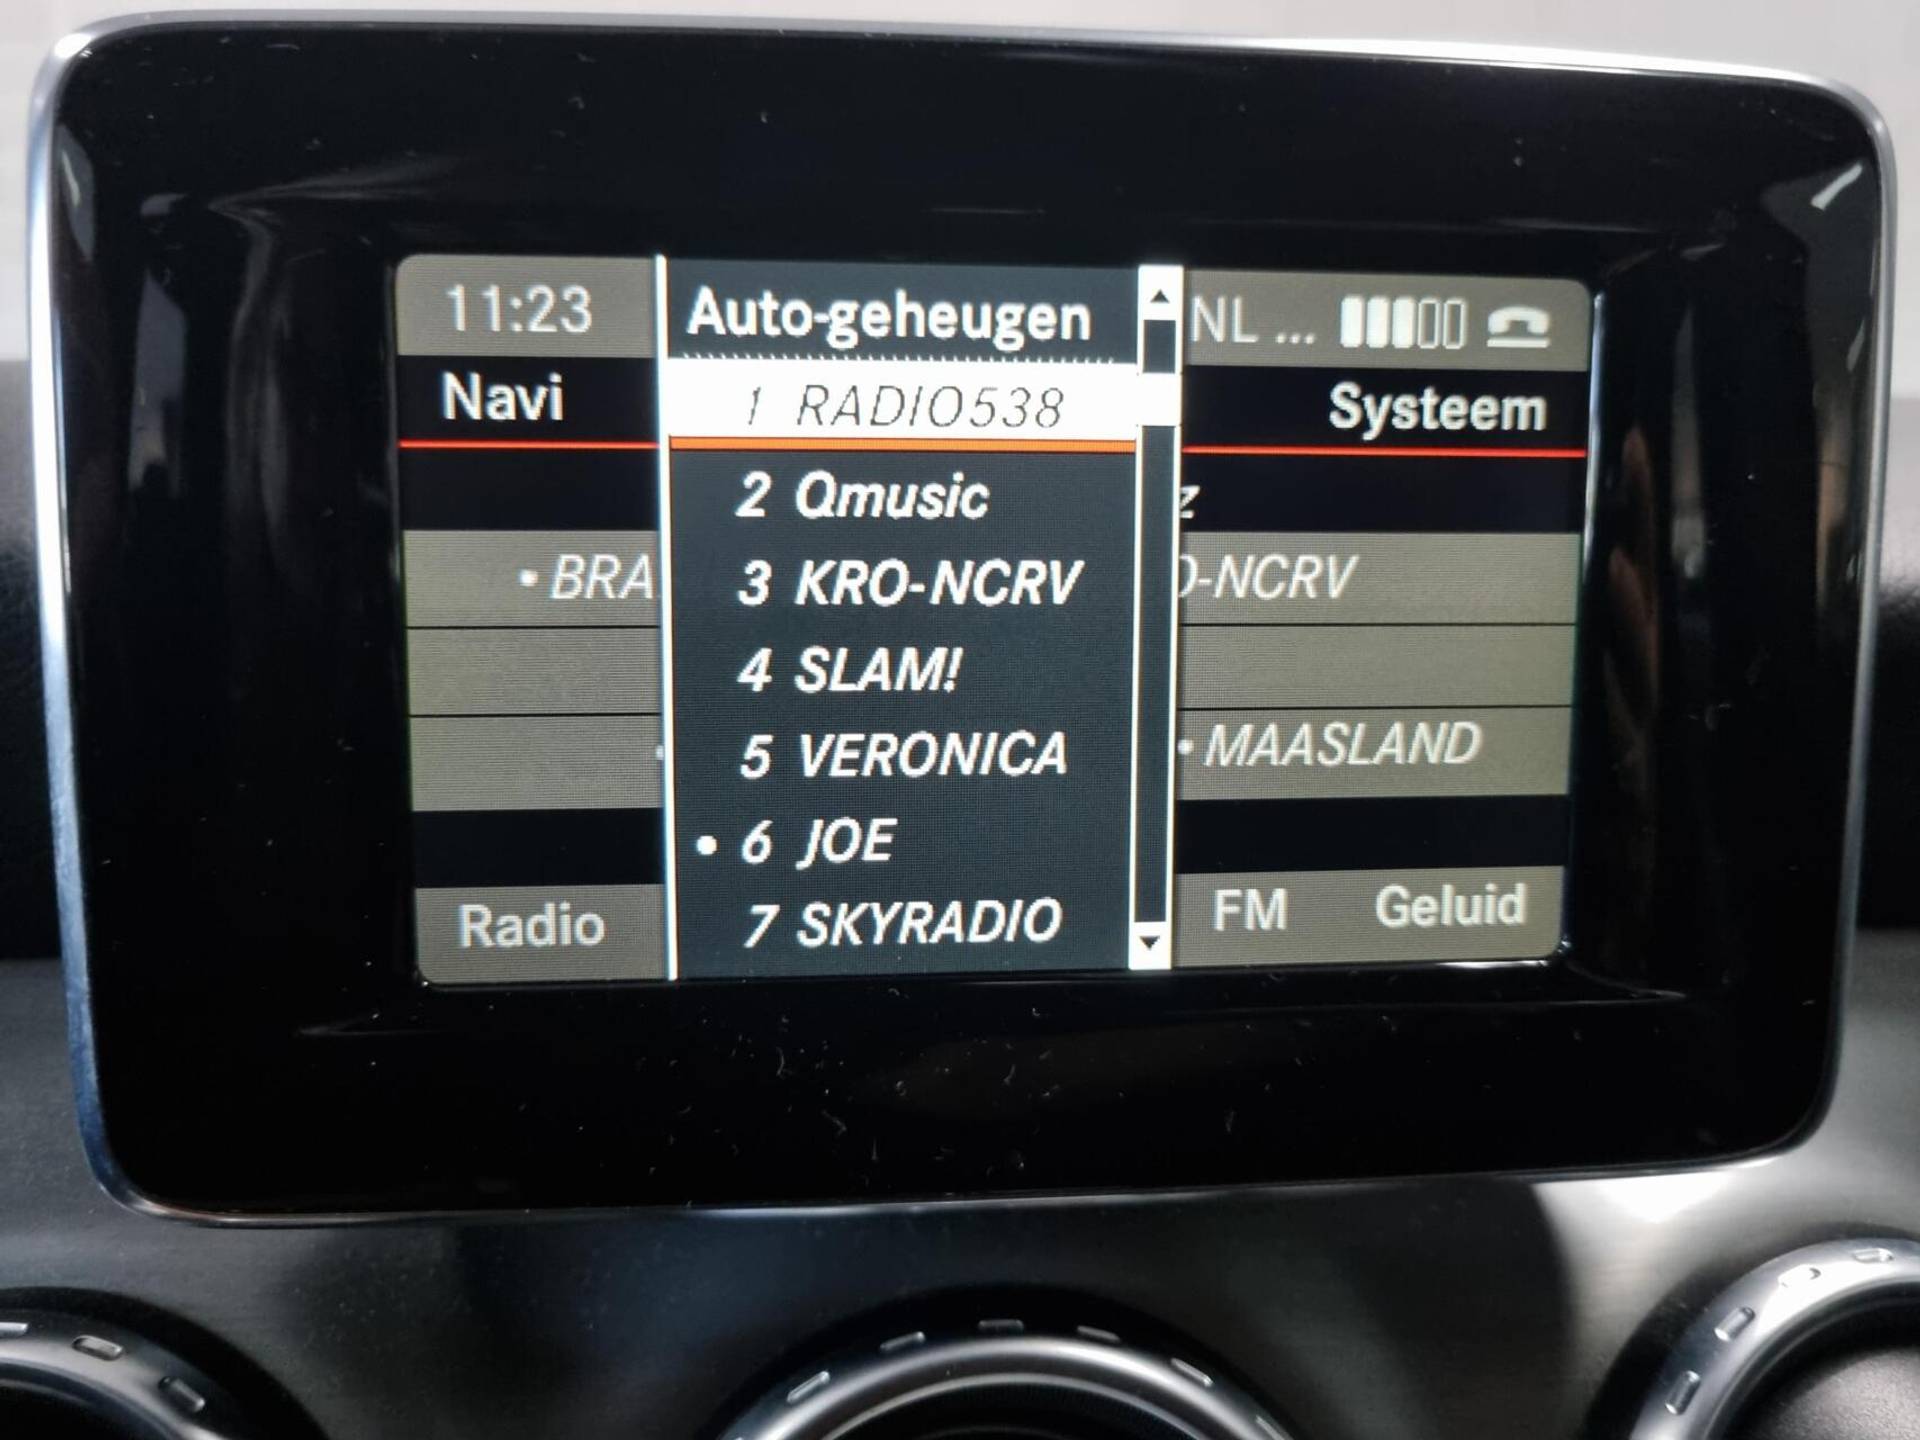 11:23
Auto-geheugen
NL ...
Navi
1 RADIO538
Systeem
2 Qmusic
z
• BRA
3 KRO-NCRV
O-NCRV
4 SLAM!
5 VERONICA
• MAASLAND
• 6 JOE
Radio
7 SKYRADIO
FM
Geluid